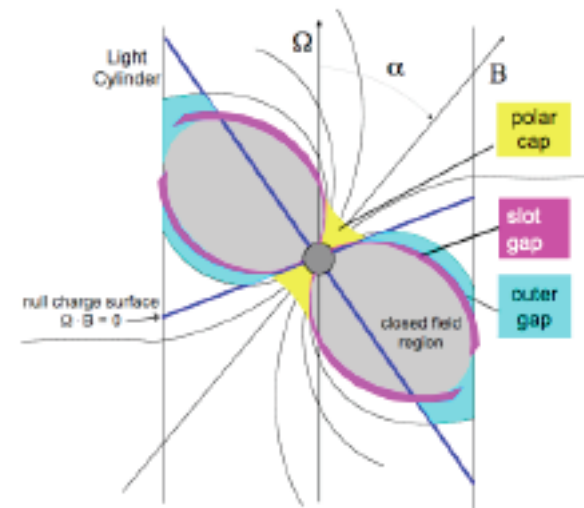 Light
Cylinder
Ω
α
B
polar
cap
slot
gap
outer
gap
null charge surface
Ω · B = 0
closed field
region